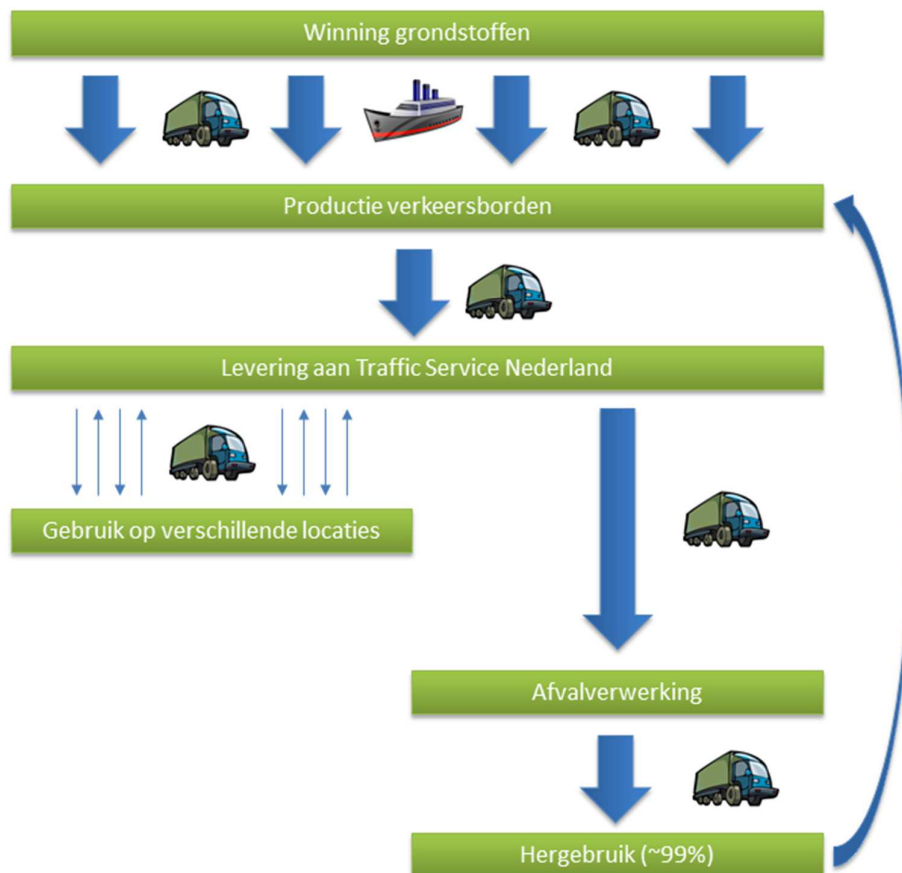 Winning grondstoffen
Productie verkeersborden
Levering aan Traffic Service Nederland
Gebruik op verschillende locaties
Afvalverwerking
Hergebruik (~99%)